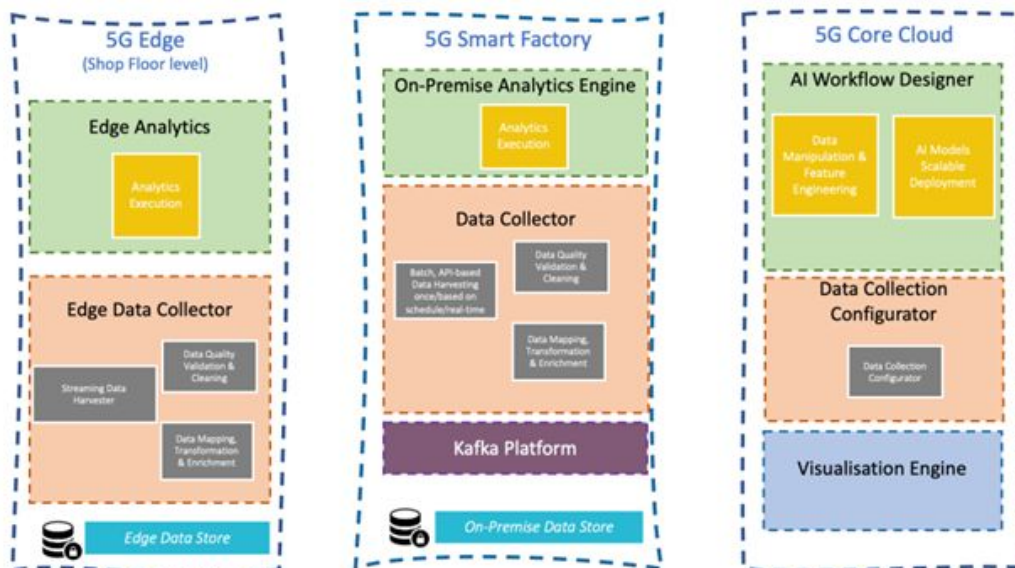 5G Edge
(Shop Floor level)
Edge Analytics
Analytics
Execution
Edge Data Collector
Streaming Data
Harvester
Data Quality
Validation &
Cleaning
Data Mapping,
Transformation
& Enrichment
Edge Data Store
5G Smart Factory
On-Premise Analytics Engine
Analytics
Execution
Data Collector
Batch, API-based
Data Harvesting
once/based on
schedule/real-time
Data Quality
Validation &
Cleaning
Data Mapping,
Transformation
& Enrichment
Kafka Platform
On-Premise Data Store
5G Core Cloud
AI Workflow Designer
Data
Manipulation &
Feature
Engineering
AI Models
Scalable
Deployment
Data Collection
Configurator
Data Collection
Configurator
Visualisation Engine